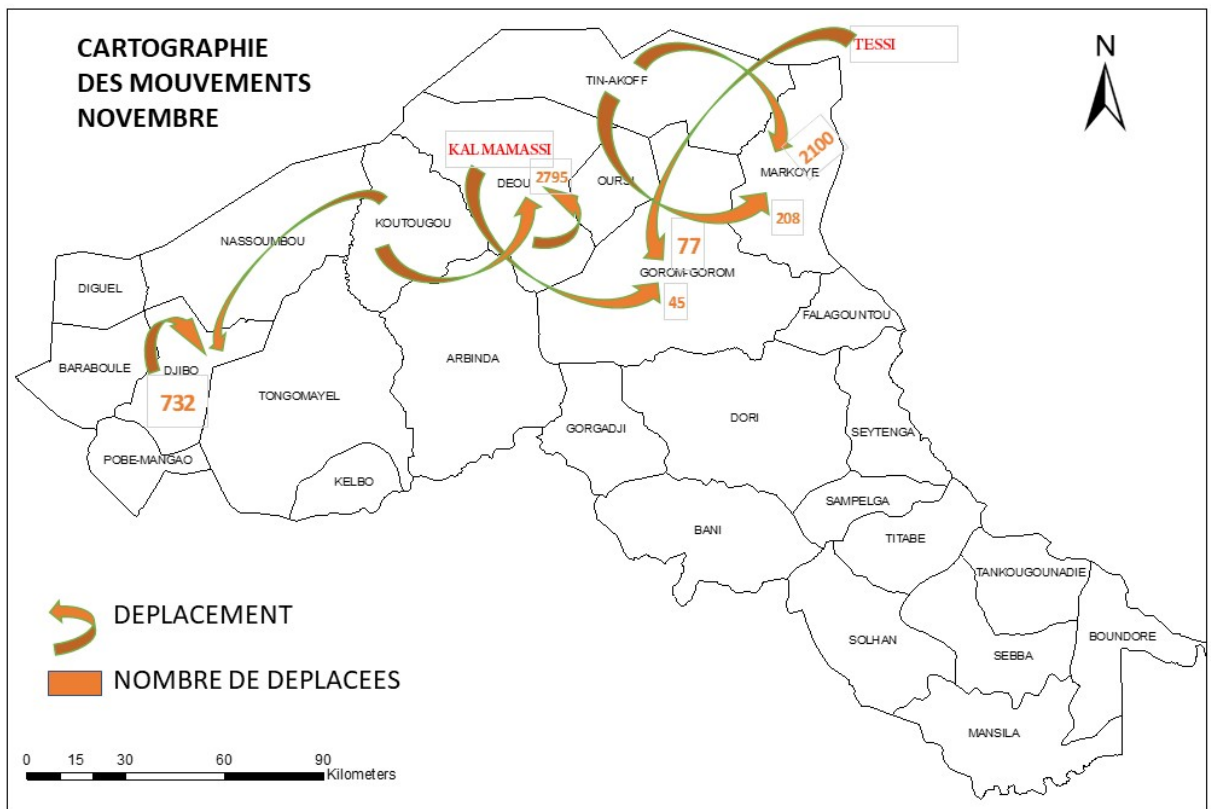 CARTOGRAPHIE
DES MOUVEMENTS
NOVEMBRE
TESSI
N
TIN-AKOFF
KAL MAMASSI
2100
MARKOYE
2795
DEOU
OURSI
208
KOUTOUGOU
NASSOUMBOU
77
GOROM-GOROM
45
DIGUEL
FALAGOUNTOU
BARABOULE
DJIBO
732
ARBINDA
TONGOMAYEL
GORGADJI
DORI
SEYTENGA
POBE-MANGAO
KELBO
SAMPELGA
BANI
TITABE
TANKOUGOUNADIE
DEPLACEMENT
SOLHAN
SEBBA
BOUNDORE
NOMBRE DE DEPLACEES
MANSILA
0 15 30 60 90
Kilometers